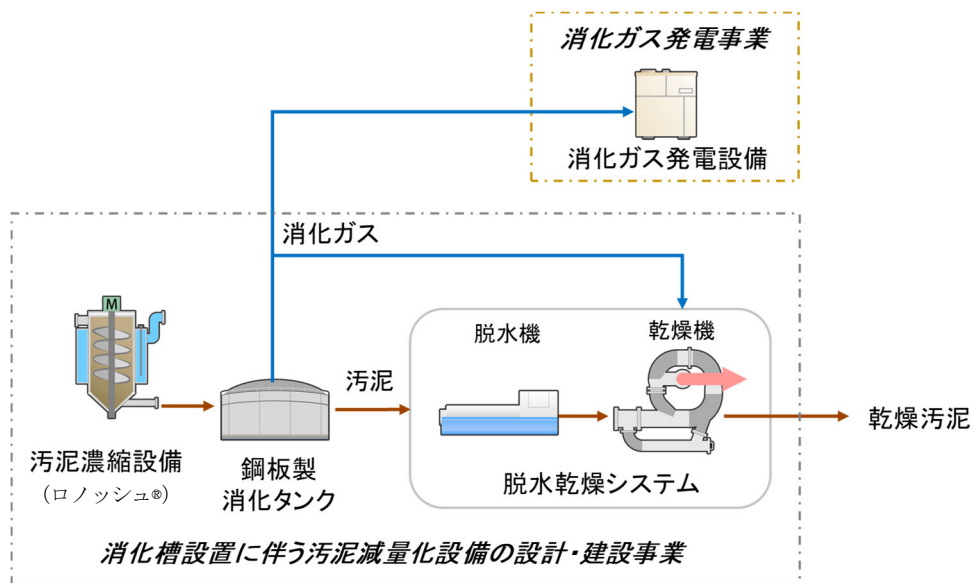 消化ガス発電事業
消化ガス発電設備
消化ガス
M
脱水機
乾燥機
汚泥
乾燥汚泥
汚泥濃縮設備
(ロノッシュ®)
鋼板製
消化タンク
脱水乾燥システム
消化槽設置に伴う汚泥減量化設備の設計・建設事業